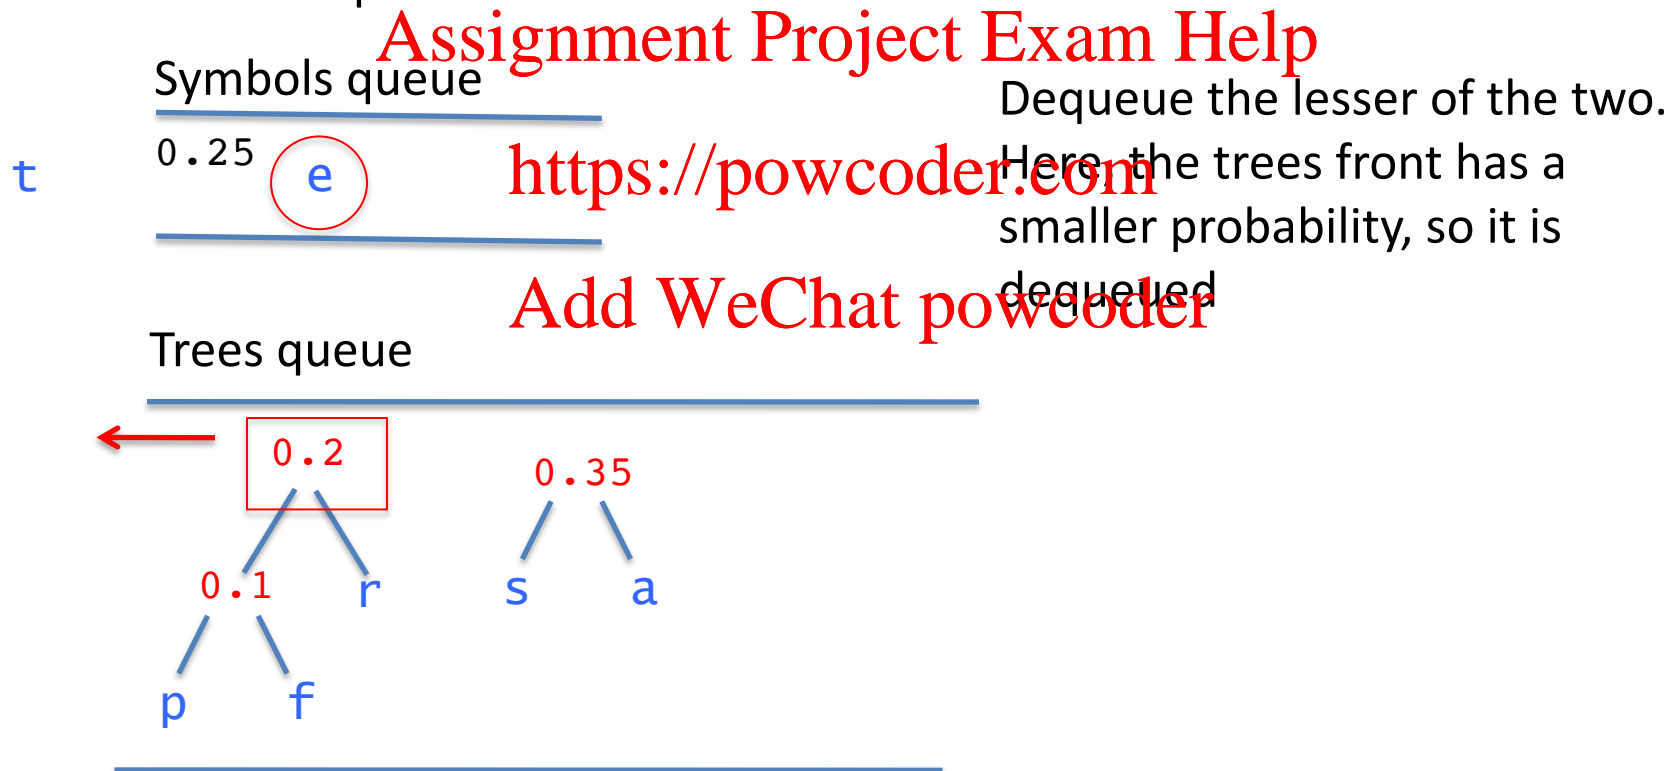 Assignment Project Exam Help
Symbols queue
Dequeue the lesser of the two.
0.25
t
e
https://powcoder.com
Here, the trees front has a
smaller probability, so it is
dequeued
Add WeChat powcoder
Trees queue
0.2
0.35
0.1
r
s
a
p
f